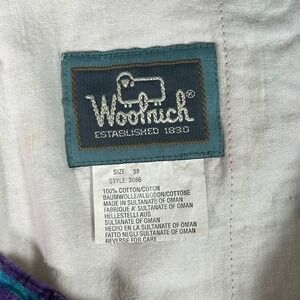 Woolrich®
ESTABLISHED 1830
SIZE: 38
STYLE: 3086
100% COTTON/COTON
BAUMWOLLE/ALGODON/COTTONE
MADE IN SULTANATE OF OMAN
FABRIQUE A' SULTANATE OF OMAN
HELLESTELLT AUS
SULTANATE OF OMAN
HECHO EN SULTANATE OF OMAN
FATTO NEGLI SULTANATE OF OMAN
REVERSE FOR CARE